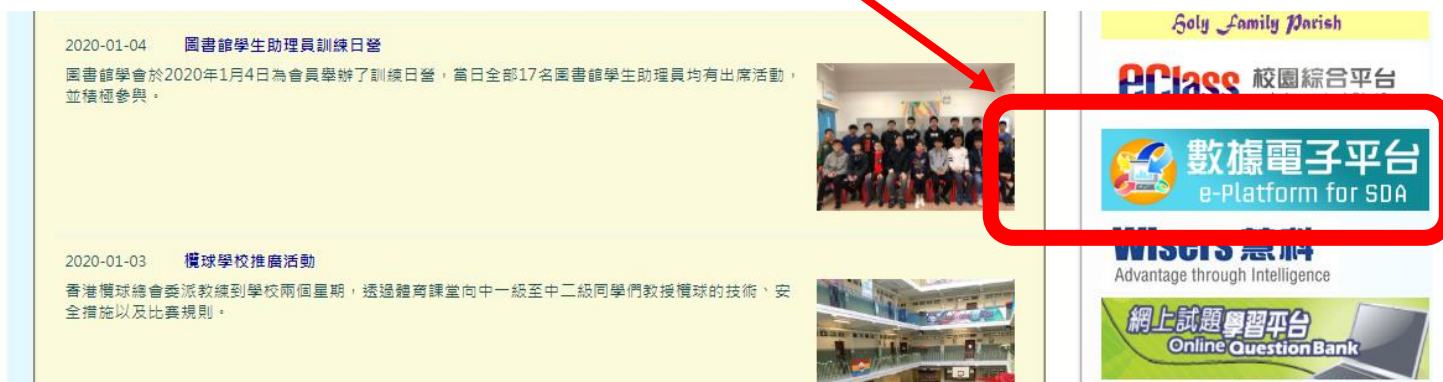 2020-01-04 圖書館學生助理員訓練日營
圖書館學會於2020年1月4日為會員舉辦了訓練日營，當日全部17名圖書館學生助理員均有出席活動，
並積極參與。
2020-01-03 欖球學校推廣活動
香港欖球總會委派教練到學校兩個星期，透過體育課堂向中一級至中二級同學們教授欖球的技術、安
全措施以及比賽規則。
Holy Family Parish
eClass 校園綜合平台
數據電子平台
e-Platform for SDA
Wisers 慧科
Advantage through Intelligence
網上試題學習平台
Online Question Bank